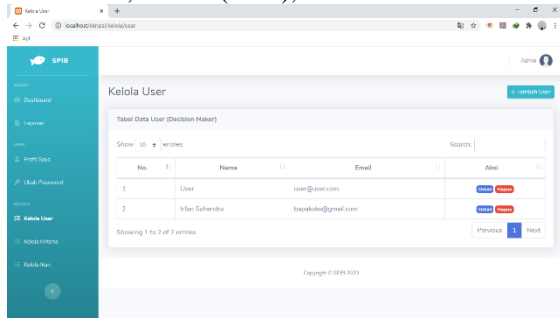 Kelola User
localhost/skripsi/kelola/user
SPIB
Admin
Dashboard
Laporan
Profil Saya
Ubah Password
KELOLA
Kelola User
Kelola Kriteria
Kelola Ikan
Kelola User
+ Tambah User
Tabel Data User (Decision Maker)
Show 10 entries
Search:
No. Nama Email Aksi
1 User user@user.com Detail Hapus
2 Irfan Suhendra bapakoke@gmail.com Detail Hapus
Showing 1 to 2 of 2 entries
Previous 1 Next
Copyright © SPIB 2020